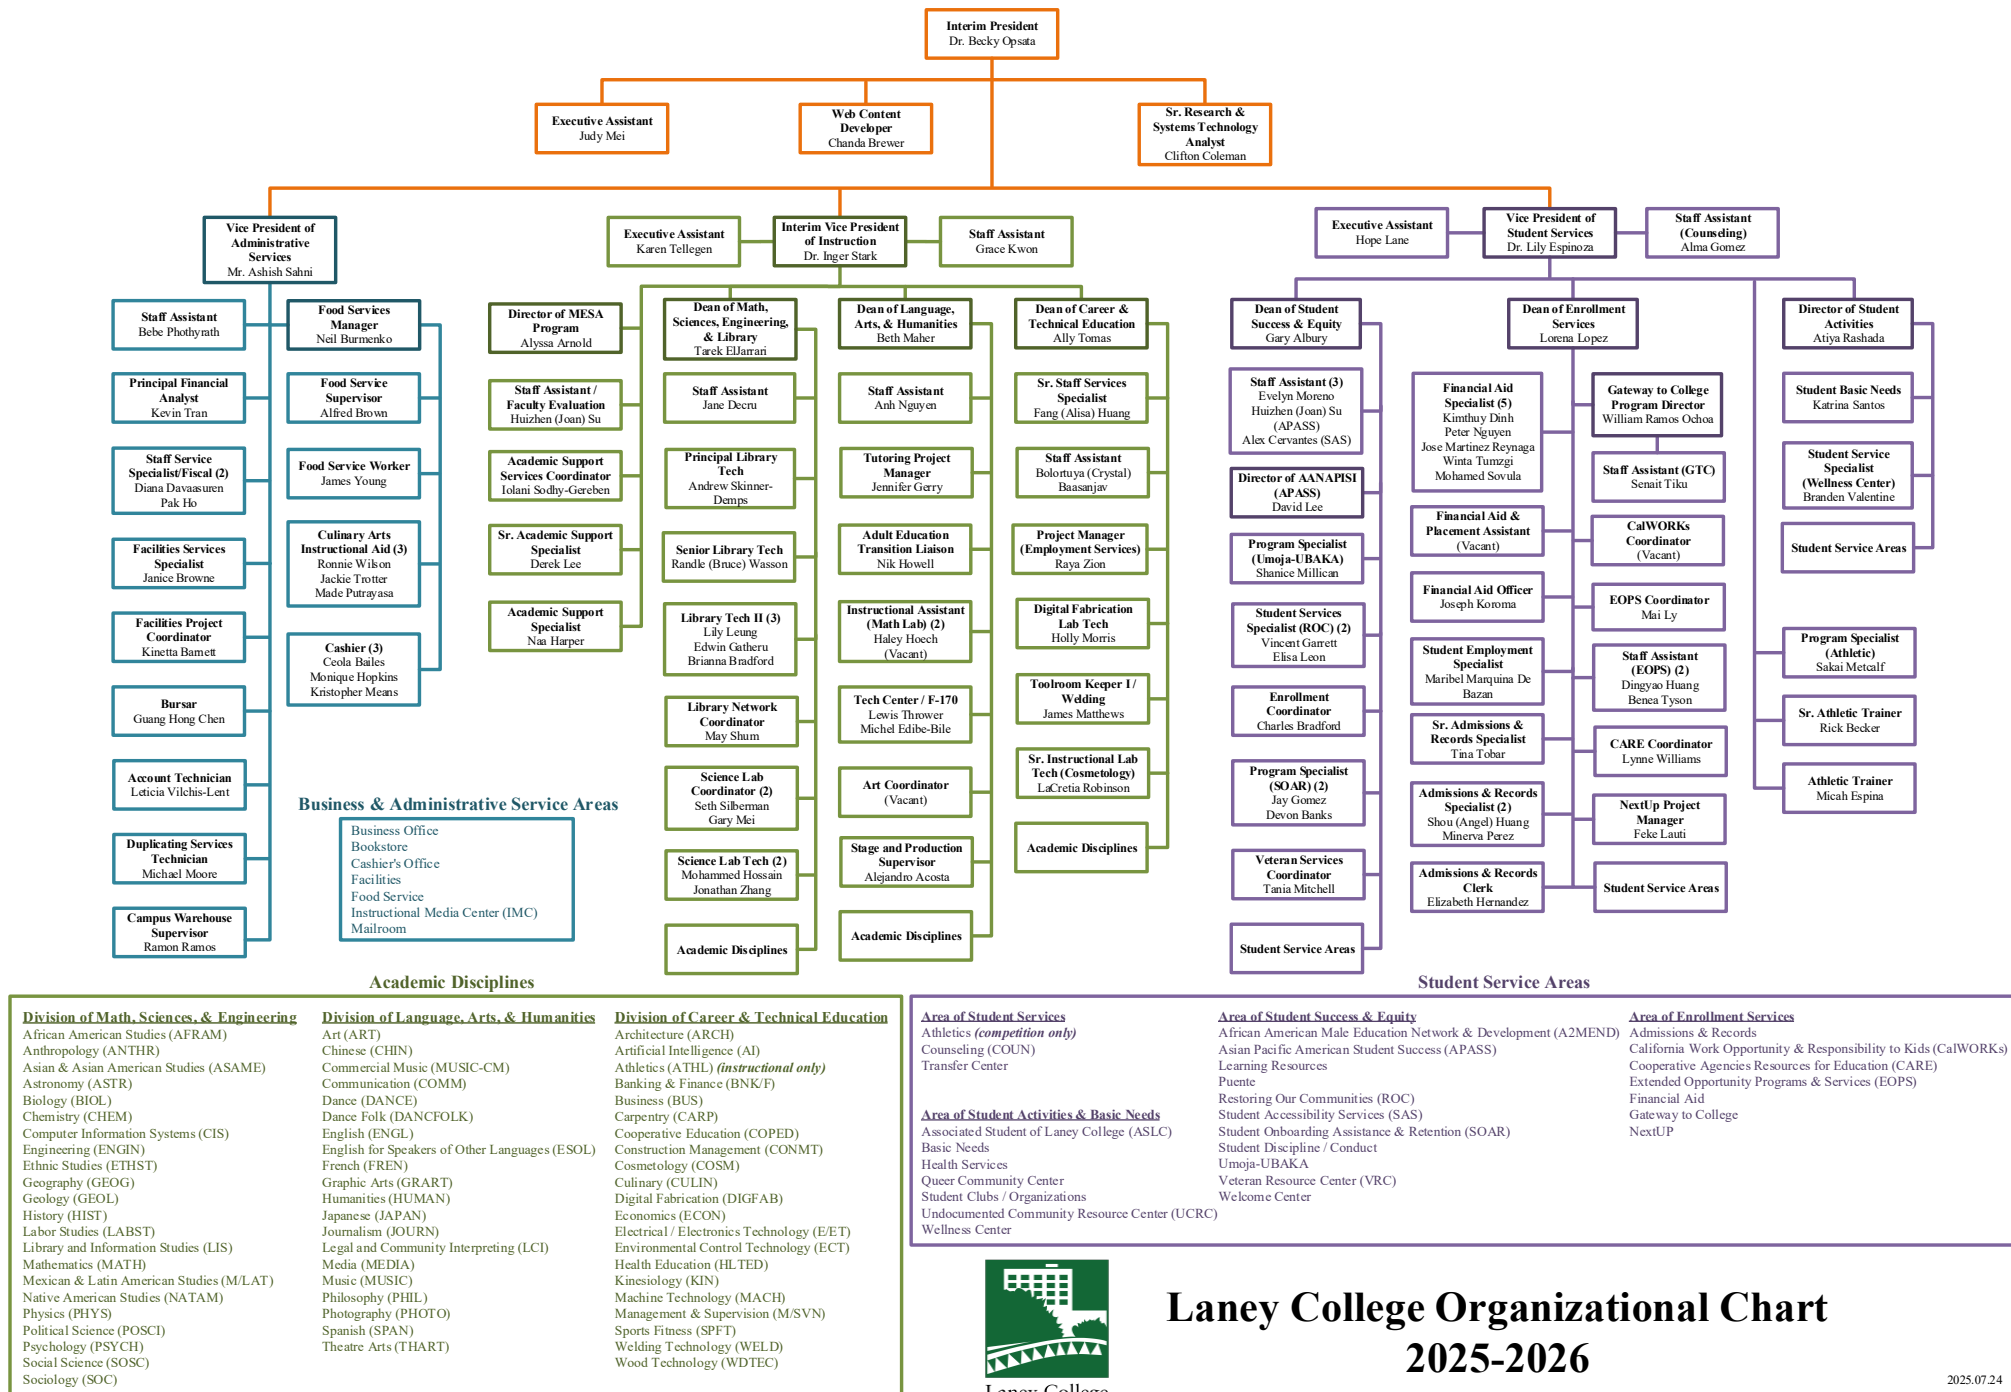 Interim President
Dr. Becky Opsata
Executive Assistant
Judy Mei
Web Content
Developer
Chanda Brewer
Sr. Research &
Systems Technology
Analyst
Clifton Coleman
Vice President of
Administrative
Services
Mr. Ashish Sahni
Executive Assistant
Karen Tellegen
Interim Vice President
of Instruction
Dr. Inger Stark
Staff Assistant
Grace Kwon
Executive Assistant
Hope Lane
Vice President of
Student Services
Dr. Lily Espinoza
Staff Assistant
(Counseling)
Alma Gomez
Staff Assistant
Bebe Phothyrath
Principal Financial
Analyst
Kevin Tran
Staff Service
Specialist/Fiscal (2)
Diana Davaasuren
Pak Ho
Facilities Services
Specialist
Janice Browne
Facilities Project
Coordinator
Kinetta Barnett
Bursar
Guang Hong Chen
Account Technician
Leticia Vilchis-Lent
Duplicating Services
Technician
Michael Moore
Campus Warehouse
Supervisor
Ramon Ramos
Food Services
Manager
Neil Burmenko
Food Service
Supervisor
Alfred Brown
Food Service Worker
James Young
Culinary Arts
Instructional Aid (3)
Ronnie Wilson
Jackie Trotter
Made Putrayasa
Cashier (3)
Ceola Bailes
Monique Hopkins
Kristopher Means
Business & Administrative Service Areas
Business Office
Bookstore
Cashier's Office
Facilities
Food Service
Instructional Media Center (IMC)
Mailroom
Director of MESA
Program
Alyssa Arnold
Staff Assistant /
Faculty Evaluation
Huizhen (Joan) Su
Academic Support
Services Coordinator
Iolani Sodhy-Gereben
Sr. Academic Support
Specialist
Derek Lee
Academic Support
Specialist
Naa Harper
Dean of Math,
Sciences, Engineering,
& Library
Tarek ElJarrari
Staff Assistant
Jane Decru
Principal Library
Tech
Andrew Skinner-
Demps
Senior Library Tech
Randle (Bruce) Wasson
Library Tech II (3)
Lily Leung
Edwin Gatheru
Brianna Bradford
Library Network
Coordinator
May Shum
Science Lab
Coordinator (2)
Seth Silberman
Gary Mei
Science Lab Tech (2)
Mohammed Hossain
Jonathan Zhang
Academic Disciplines
Dean of Language,
Arts, & Humanities
Beth Maher
Staff Assistant
Anh Nguyen
Tutoring Project
Manager
Jennifer Gerry
Adult Education
Transition Liaison
Nik Howell
Instructional Assistant
(Math Lab) (2)
Haley Hoech
(Vacant)
Tech Center / F-170
Lewis Thrower
Michel Edibe-Bile
Art Coordinator
(Vacant)
Stage and Production
Supervisor
Alejandro Acosta
Academic Disciplines
Dean of Career &
Technical Education
Ally Tomas
Sr. Staff Services
Specialist
Fang (Alisa) Huang
Staff Assistant
Bolortuya (Crystal)
Baasanjav
Project Manager
(Employment Services)
Raya Zion
Digital Fabrication
Lab Tech
Holly Morris
Toolroom Keeper I /
Welding
James Matthews
Sr. Instructional Lab
Tech (Cosmetology)
LaCretia Robinson
Academic Disciplines
Dean of Student
Success & Equity
Gary Albury
Staff Assistant (3)
Evelyn Moreno
Huizhen (Joan) Su
(APASS)
Alex Cervantes (SAS)
Director of AANAPISI
(APASS)
David Lee
Program Specialist
(Umoja-UBAKA)
Shanice Millican
Student Services
Specialist (ROC) (2)
Vincent Garrett
Elisa Leon
Enrollment
Coordinator
Charles Bradford
Program Specialist
(SOAR) (2)
Jay Gomez
Devon Banks
Veteran Services
Coordinator
Tania Mitchell
Student Service Areas
Dean of Enrollment
Services
Lorena Lopez
Financial Aid
Specialist (5)
Kimthuy Dinh
Peter Nguyen
Jose Martinez Reynaga
Winta Tumzgi
Mohamed Sovula
Financial Aid &
Placement Assistant
(Vacant)
Financial Aid Officer
Joseph Koroma
Student Employment
Specialist
Maribel Marquina De
Bazan
Sr. Admissions &
Records Specialist
Tina Tobar
Admissions & Records
Specialist (2)
Shou (Angel) Huang
Minerva Perez
Admissions & Records
Clerk
Elizabeth Hernandez
Gateway to College
Program Director
William Ramos Ochoa
Staff Assistant (GTC)
Senait Tiku
CalWORKs
Coordinator
(Vacant)
EOPS Coordinator
Mai Ly
Staff Assistant
(EOPS) (2)
Dingyao Huang
Benea Tyson
CARE Coordinator
Lynne Williams
NextUp Project
Manager
Feke Lauti
Student Service Areas
Director of Student
Activities
Atiya Rashada
Student Basic Needs
Katrina Santos
Student Service
Specialist
(Wellness Center)
Branden Valentine
Student Service Areas
Program Specialist
(Athletic)
Sakai Metcalf
Sr. Athletic Trainer
Rick Becker
Athletic Trainer
Micah Espina
Academic Disciplines
Division of Math, Sciences, & Engineering
African American Studies (AFRAM)
Anthropology (ANTHR)
Asian & Asian American Studies (ASAME)
Astronomy (ASTR)
Biology (BIOL)
Chemistry (CHEM)
Computer Information Systems (CIS)
Engineering (ENGIN)
Ethnic Studies (ETHST)
Geography (GEOG)
Geology (GEOL)
History (HIST)
Labor Studies (LABST)
Library and Information Studies (LIS)
Mathematics (MATH)
Mexican & Latin American Studies (M/LAT)
Native American Studies (NATAM)
Physics (PHYS)
Political Science (POSCI)
Psychology (PSYCH)
Social Science (SOSC)
Sociology (SOC)
Division of Language, Arts, & Humanities
Art (ART)
Chinese (CHIN)
Commercial Music (MUSIC-CM)
Communication (COMM)
Dance (DANCE)
Dance Folk (DANCFOLK)
English (ENGL)
English for Speakers of Other Languages (ESOL)
French (FREN)
Graphic Arts (GRART)
Humanities (HUMAN)
Japanese (JAPAN)
Journalism (JOURN)
Legal and Community Interpreting (LCI)
Media (MEDIA)
Music (MUSIC)
Philosophy (PHIL)
Photography (PHOTO)
Spanish (SPAN)
Theatre Arts (THART)
Division of Career & Technical Education
Architecture (ARCH)
Artificial Intelligence (AI)
Athletics (ATHL) (instructional only)
Banking & Finance (BNK/F)
Business (BUS)
Carpentry (CARP)
Cooperative Education (COPED)
Construction Management (CONMT)
Cosmetology (COSM)
Culinary (CULIN)
Digital Fabrication (DIGFAB)
Economics (ECON)
Electrical / Electronics Technology (E/ET)
Environmental Control Technology (ECT)
Health Education (HLTED)
Kinesiology (KIN)
Machine Technology (MACH)
Management & Supervision (M/SVN)
Sports Fitness (SPFT)
Welding Technology (WELD)
Wood Technology (WDTEC)
Student Service Areas
Area of Student Services
Athletics (competition only)
Counseling (COUN)
Transfer Center
Area of Student Activities & Basic Needs
Associated Student of Laney College (ASLC)
Basic Needs
Health Services
Queer Community Center
Student Clubs / Organizations
Undocumented Community Resource Center (UCRC)
Wellness Center
Area of Student Success & Equity
African American Male Education Network & Development (A2MEND)
Asian Pacific American Student Success (APASS)
Learning Resources
Puente
Restoring Our Communities (ROC)
Student Accessibility Services (SAS)
Student Onboarding Assistance & Retention (SOAR)
Student Discipline / Conduct
Umoja-UBAKA
Veteran Resource Center (VRC)
Welcome Center
Area of Enrollment Services
Admissions & Records
California Work Opportunity & Responsibility to Kids (CalWORKs)
Cooperative Agencies Resources for Education (CARE)
Extended Opportunity Programs & Services (EOPS)
Financial Aid
Gateway to College
NextUP
Laney College
Laney College Organizational Chart
2025-2026
2025.07.24